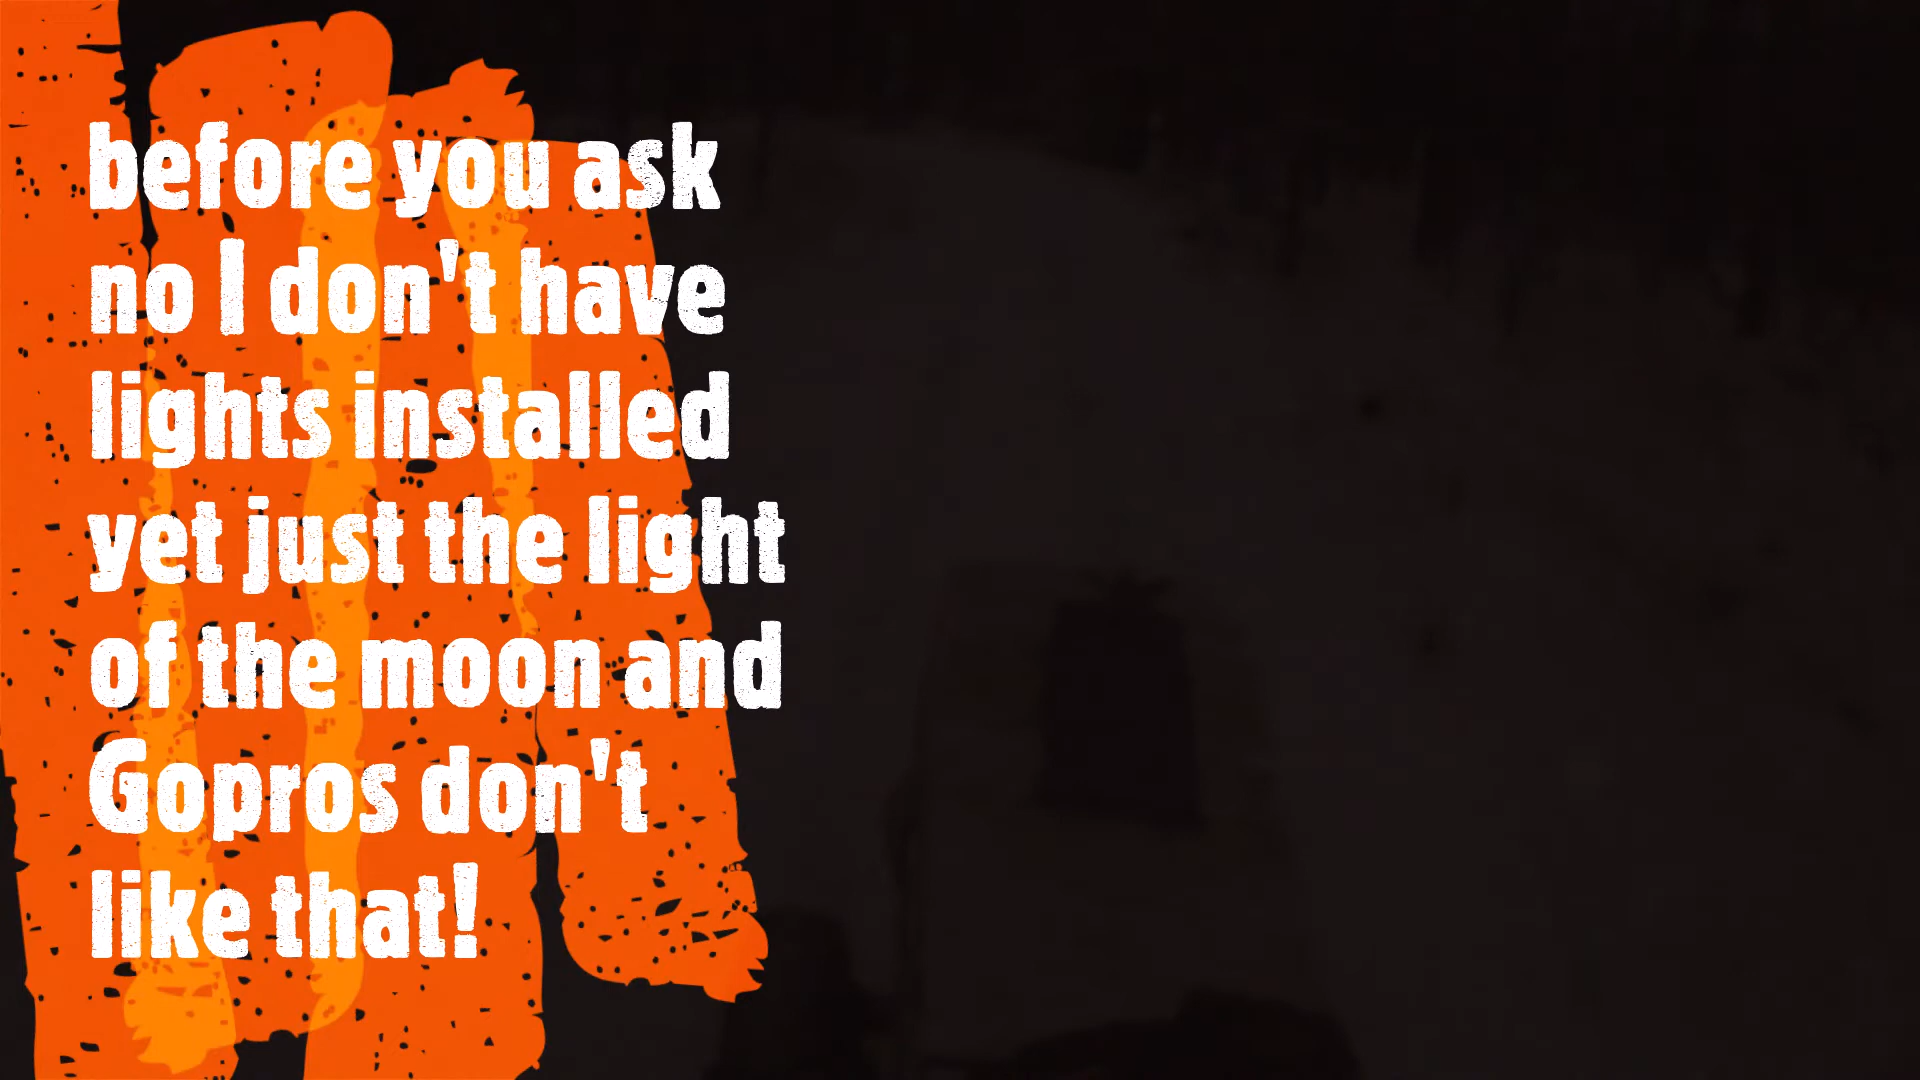 before you ask
no I don't have
lights installed
yet just the light
of the moon and
Gopros don't
like that!